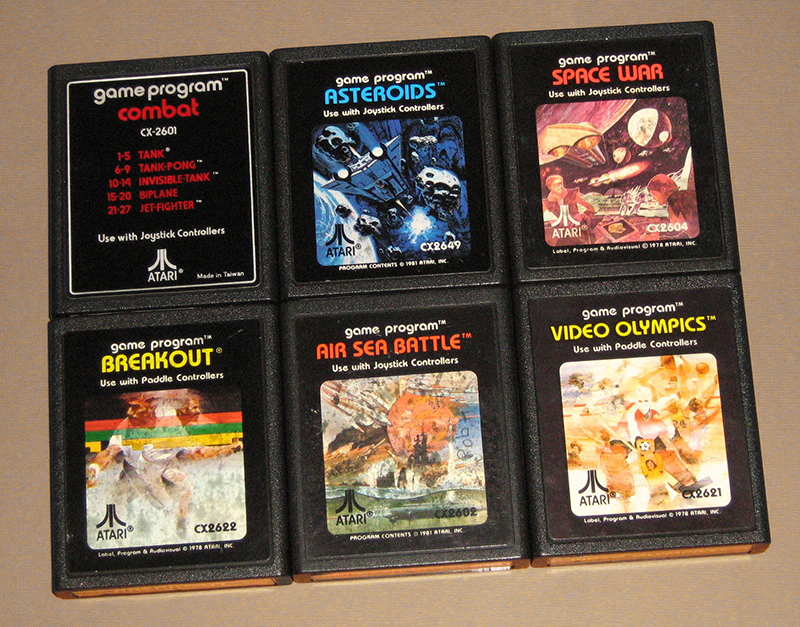 game program™
combat
CX-2601
1-5 TANK®
6-9 TANK-PONG™
10-14 INVISIBLE-TANK™
15-20 BIPLANE
21-27 JET-FIGHTER™
Use with Joystick Controllers
ATARI®
Made in Taiwan
game program™
ASTEROIDS™
Use with Joystick Controllers
ATARI®
CX2649
PROGRAM CONTENTS © 1981 ATARI, INC.
game program™
SPACE WAR
Use with Joystick Controllers
ATARI®
CX2604
Label, Program & Audiovisual © 1978 ATARI, INC.
game program™
BREAKOUT®
Use with Paddle Controllers
ATARI®
CX2622
Label, Program & Audiovisual © 1978 ATARI, INC.
game program™
AIR SEA BATTLE™
Use with Joystick Controllers
ATARI®
CX2602
PROGRAM CONTENTS © 1981 ATARI, INC.
game program™
VIDEO OLYMPICS™
Use with Paddle Controllers
ATARI®
CX2621
Label, Program & Audiovisual © 1978 ATARI, INC.